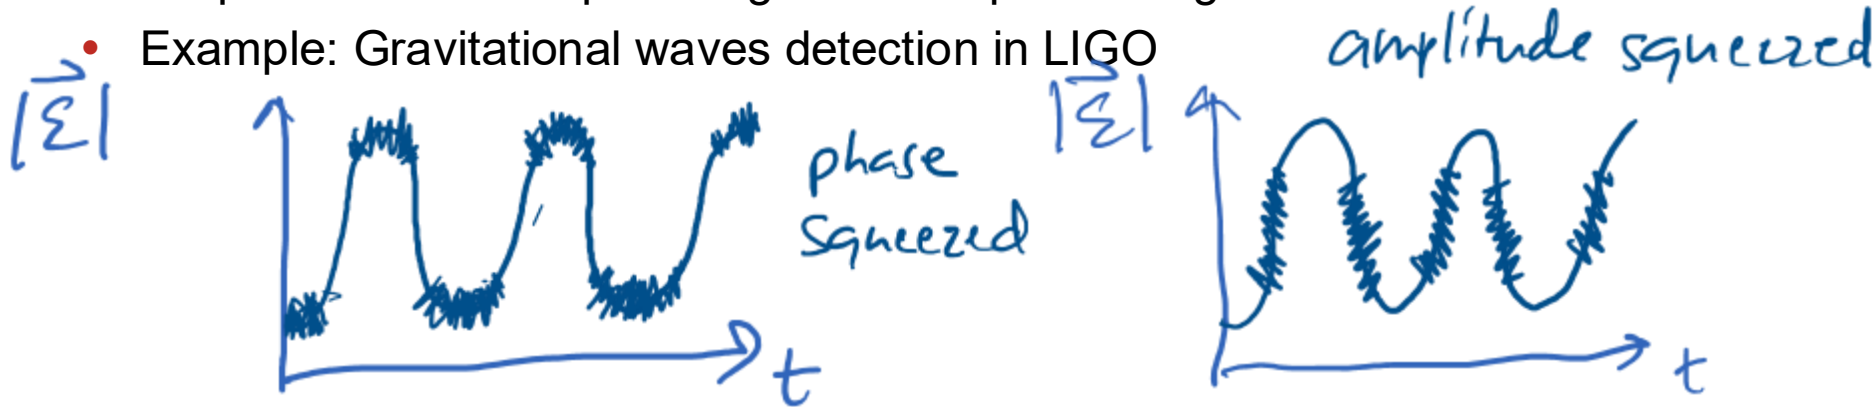 • Example: Gravitational waves detection in LIGO
amplitude squeezed
|ε⃗|
phase
squeezed
t
|ε⃗|
t